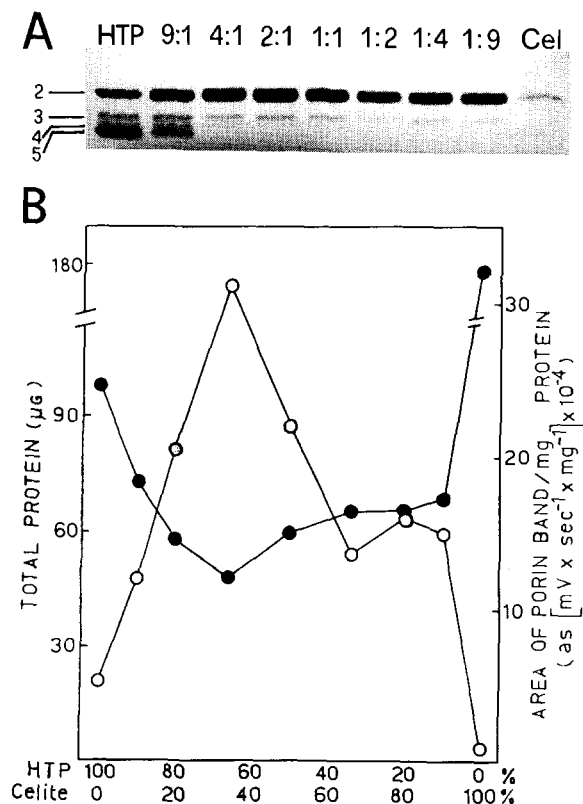 A
HTP 9:1 4:1 2:1 1:1 1:2 1:4 1:9 Cel
2
3
4
5
B
180
90
60
30
TOTAL PROTEIN (µG)
30
20
10
AREA OF PORIN BAND/mg PROTEIN
(as [mV x sec⁻¹ x mg⁻¹] x10⁻⁴)
HTP 100 80 60 40 20 0 %
Celite 0 20 40 60 80 100%